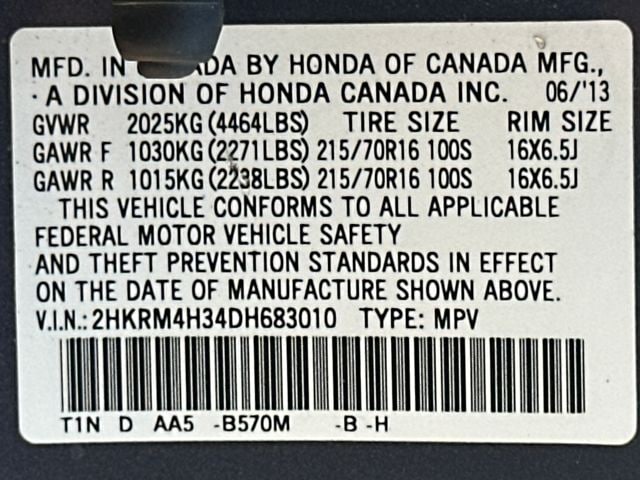 MFD. IN ADA BY HONDA OF CANADA MFG.,
· A DIVISION OF HONDA CANADA INC. 06/'13
GVWR 2025KG (4464LBS) TIRE SIZE RIM SIZE
GAWR F 1030KG (2271LBS) 215/70R16 100S 16X6.5J
GAWR R 1015KG (2238LBS) 215/70R16 100S 16X6.5J
THIS VEHICLE CONFORMS TO ALL APPLICABLE
FEDERAL MOTOR VEHICLE SAFETY
AND THEFT PREVENTION STANDARDS IN EFFECT
ON THE DATE OF MANUFACTURE SHOWN ABOVE.
V.I.N.: 2HKRM4H34DH683010 TYPE: MPV
T1N D AA5 -B570M -B -H